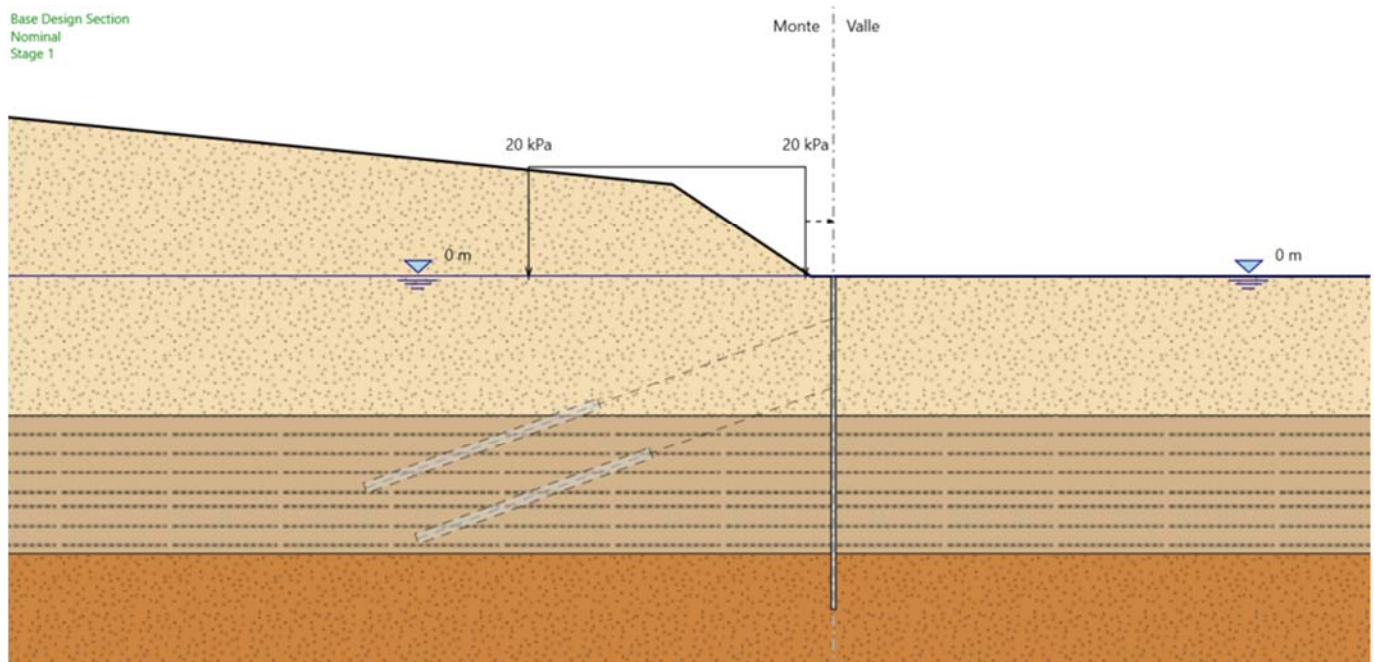 Base Design Section
Nominal
Stage 1
Monte
Valle
20 kPa
20 kPa
0 m
0 m